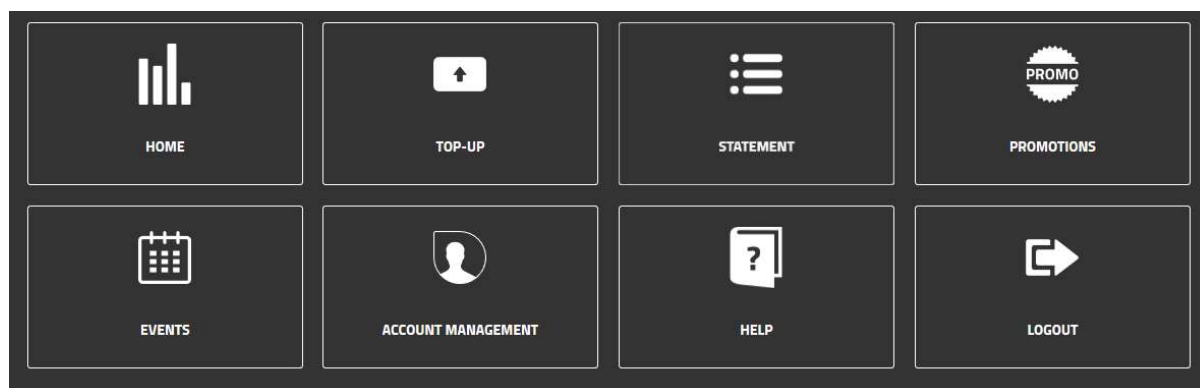 PROMO
HOME
TOP-UP
STATEMENT
PROMOTIONS
?
EVENTS
ACCOUNT MANAGEMENT
HELP
LOGOUT